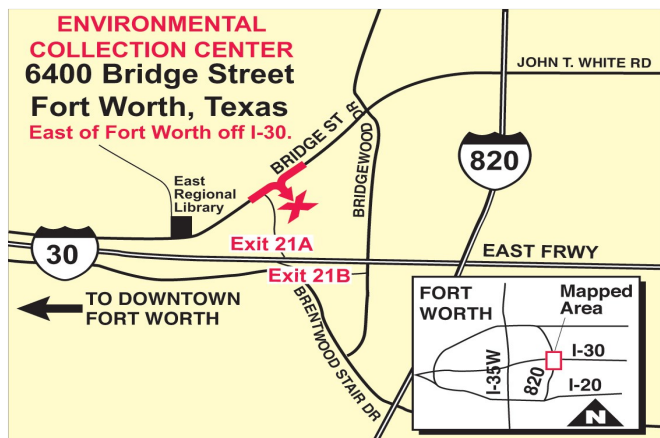 ENVIRONMENTAL
COLLECTION CENTER
6400 Bridge Street
Fort Worth, Texas
East of Fort Worth off I-30.
JOHN T. WHITE RD
BRIDGE ST
BRIDGEWOOD DR
820
East
Regional
Library
30
Exit 21A
EAST FRWY
Exit 21B
TO DOWNTOWN
FORT WORTH
BRENTWOOD STAIR DR
FORT
WORTH
Mapped
Area
I-35W
820
I-30
I-20
N